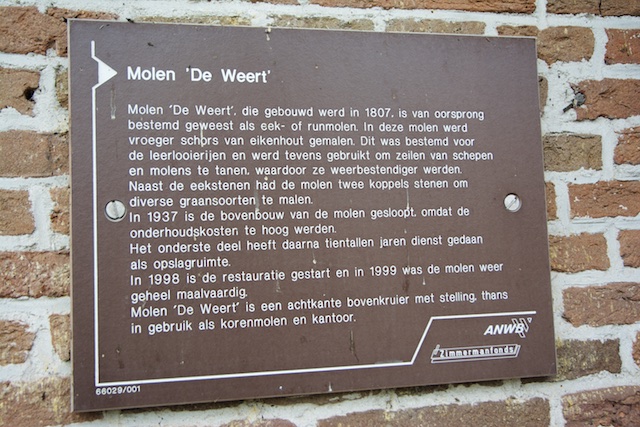 Molen 'De Weert'
Molen 'De Weert', die gebouwd werd in 1807, is van oorsprong
bestemd geweest als eek- of runmolen. In deze molen werd
vroeger schors van eikenhout gemalen. Dit was bestemd voor
de leerlooierijen en werd tevens gebruikt om zeilen van schepen
en molens te tanen, waardoor ze weerbestendiger werden.
Naast de eekstenen had de molen twee koppels stenen om
diverse graansoorten te malen.
In 1937 is de bovenbouw van de molen gesloopt, omdat de
onderhoudskosten te hoog werden.
Het onderste deel heeft daarna tientallen jaren dienst gedaan
als opslagruimte.
In 1998 is de restauratie gestart en in 1999 was de molen weer
geheel maalvaardig.
Molen 'De Weert' is een achtkante bovenkruier met stelling, thans
in gebruik als korenmolen en kantoor.
ANWB
Zimmermanfonds
66029/001